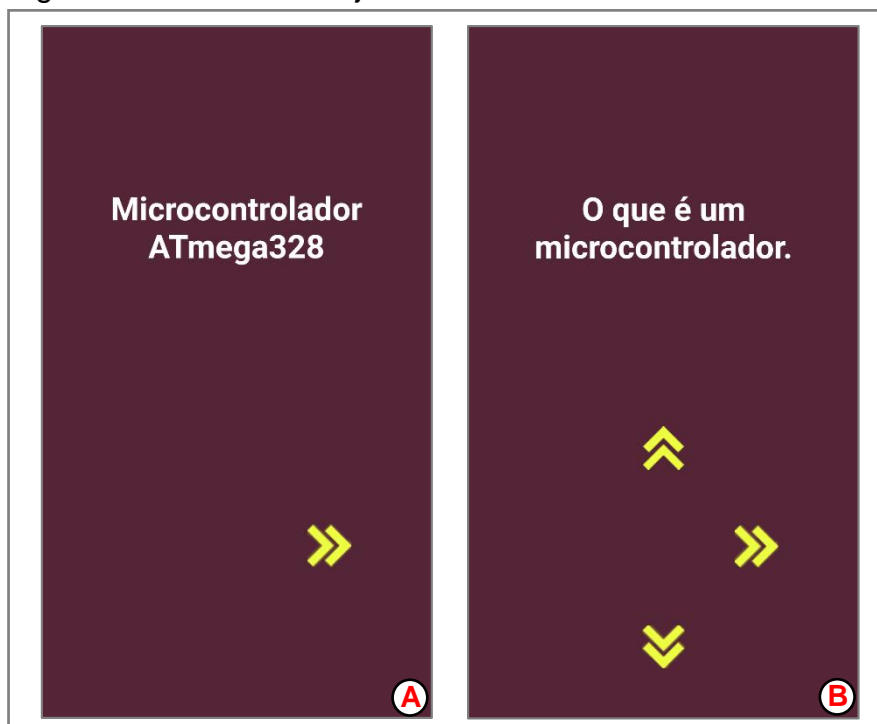 Microcontrolador
ATmega328
A
O que é um
microcontrolador.
B